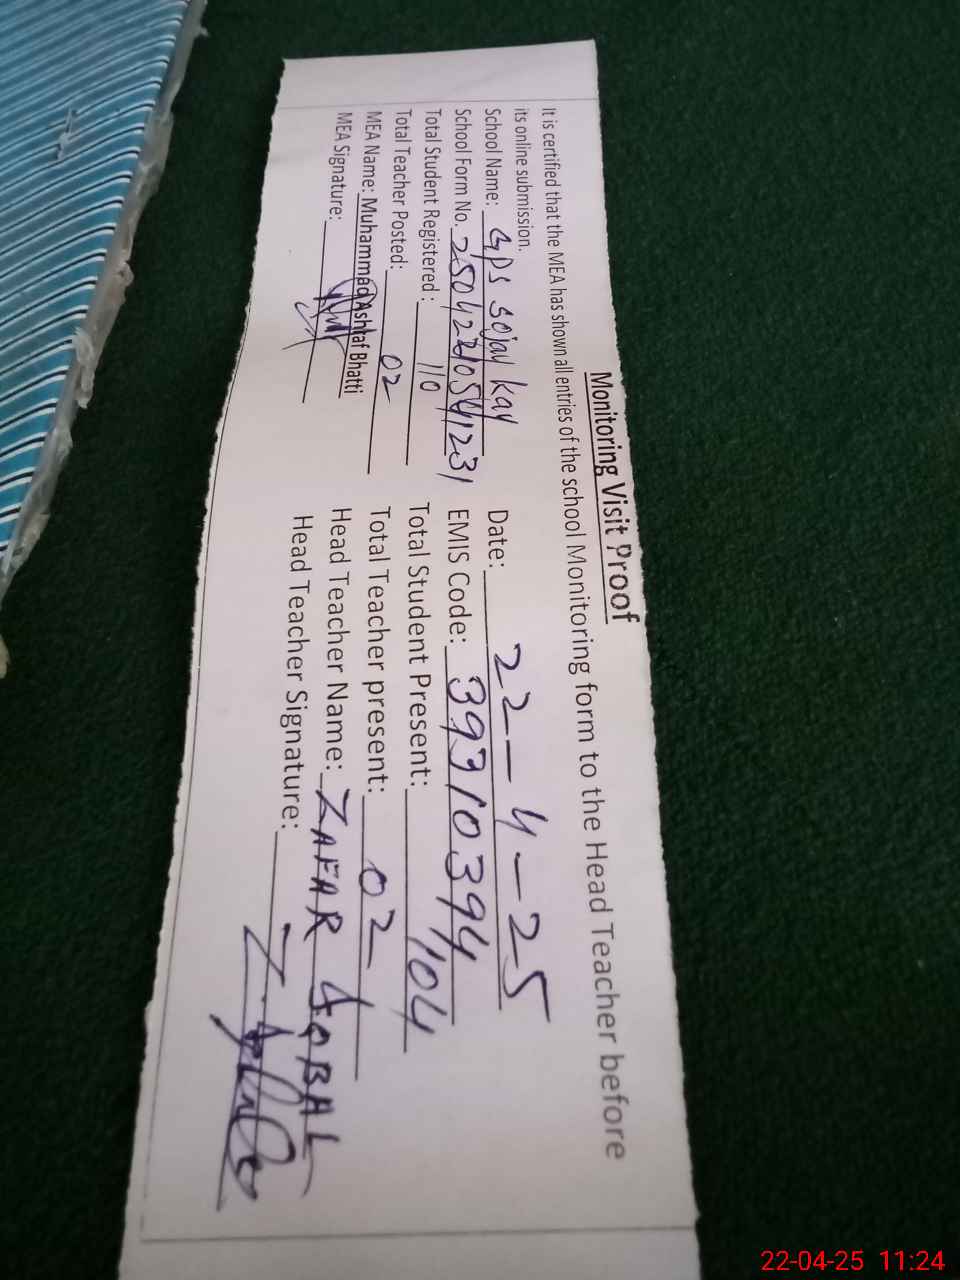 Monitoring Visit Proof
It is certified that the MEA has shown all entries of the school Monitoring form to the Head Teacher before
its online submission.
School Name: GPS Sojay kay Date: 22-4-25
School Form No. 25042210541231 EMIS Code: 39310394
Total Student Registered: 110 Total Student Present: 104
Total Teacher Posted: 02 Total Teacher present: 02
MEA Name: Muhammad Ashraf Bhatti Head Teacher Name: ZAFAR IQBAL
MEA Signature: Head Teacher Signature:
22-04-25 11:24